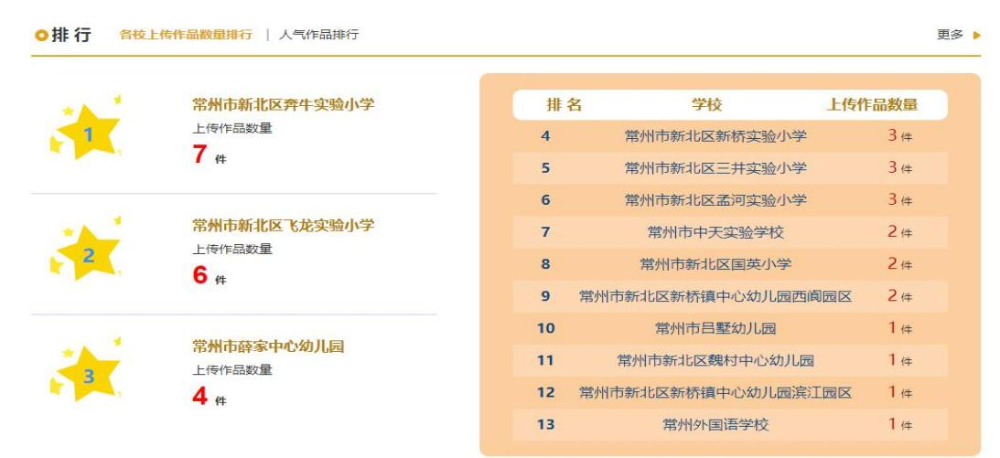 排行 各校上传作品数量排行 | 人气作品排行 更多
1
常州市新北区奔牛实验小学
上传作品数量
7 件
2
常州市新北区飞龙实验小学
上传作品数量
6 件
3
常州市薛家中心幼儿园
上传作品数量
4 件
排名 学校 上传作品数量
4 常州市新北区新桥实验小学 3 件
5 常州市新北区三井实验小学 3 件
6 常州市新北区孟河实验小学 3 件
7 常州市中天实验学校 2 件
8 常州市新北区国英小学 2 件
9 常州市新北区新桥镇中心幼儿园西阆园区 2 件
10 常州市吕墅幼儿园 1 件
11 常州市新北区魏村中心幼儿园 1 件
12 常州市新北区新桥镇中心幼儿园滨江园区 1 件
13 常州外国语学校 1 件